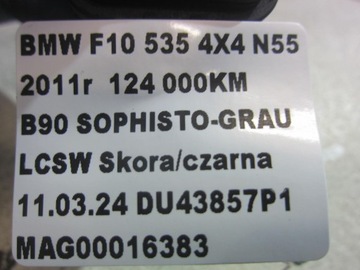 BMW F10 535 4X4 N55
2011r 124 000KM
B90 SOPHISTO-GRAU
LCSW Skora/czarna
11.03.24 DU43857P1
MAG00016383